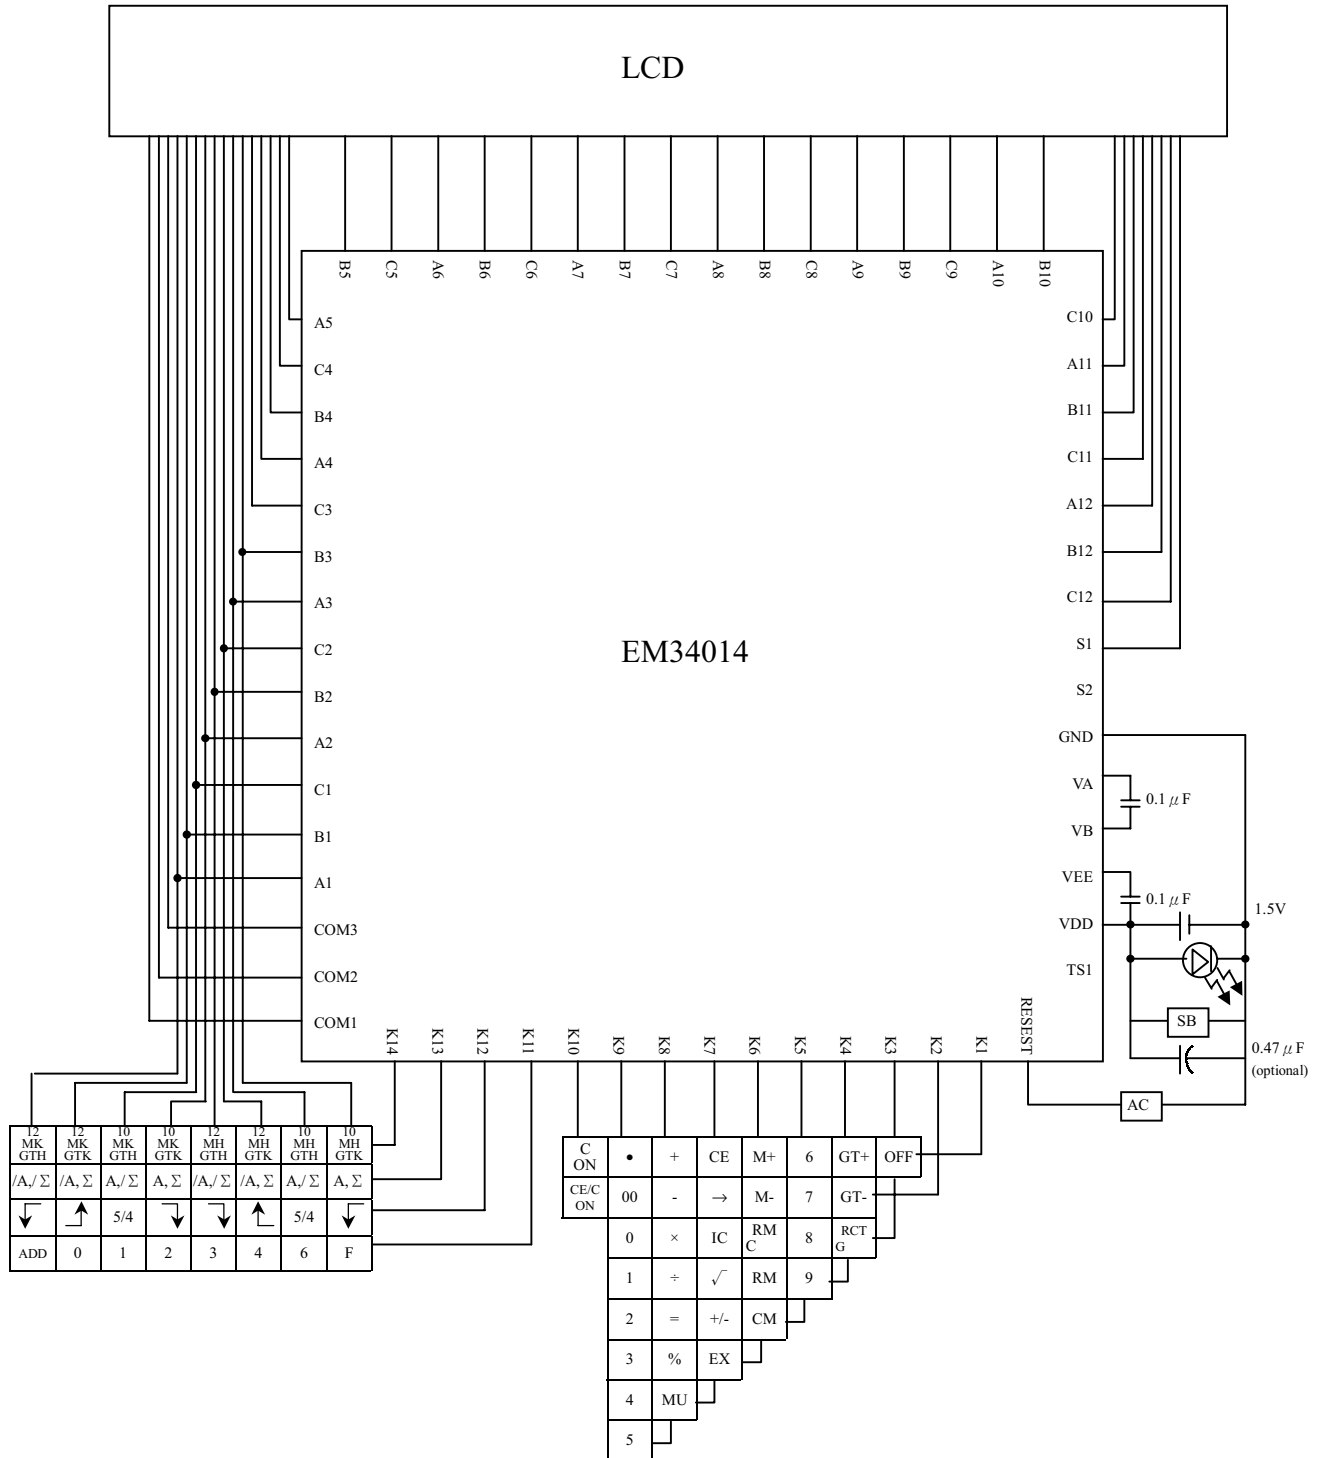 LCD
B5 C5 A6 B6 C6 A7 B7 C7 A8 B8 C8 A9 B9 C9 A10 B10
A5
C4
B4
A4
C3
B3
A3
C2
B2
A2
C1
B1
A1
COM3
COM2
COM1
EM34014
C10
A11
B11
C11
A12
B12
C12
S1
S2
GND
VA
0.1 μ F
VB
VEE
0.1 μ F
VDD
1.5V
TS1
SB
0.47 μ F
(optional)
AC
K14 K13 K12 K11 K10 K9 K8 K7 K6 K5 K4 K3 K2 K1 RESEST
12 12 10 10 12 12 10 10
MK MK MK MK MH MH MH MH
GTH GTK GTH GTK GTH GTK GTH GTK
/A,/Σ /A,Σ A,/Σ A,Σ /A,/Σ /A,Σ A,/Σ A,Σ
5/4 5/4
ADD 0 1 2 3 4 6 F
C
ON
● + CE M+ 6 GT+ OFF
CE/C
ON
00 - → M- 7 GT-
0 × IC RM
C
8 RCT
G
1 ÷ √ RM 9
2 = +/- CM
3 % EX
4 MU
5